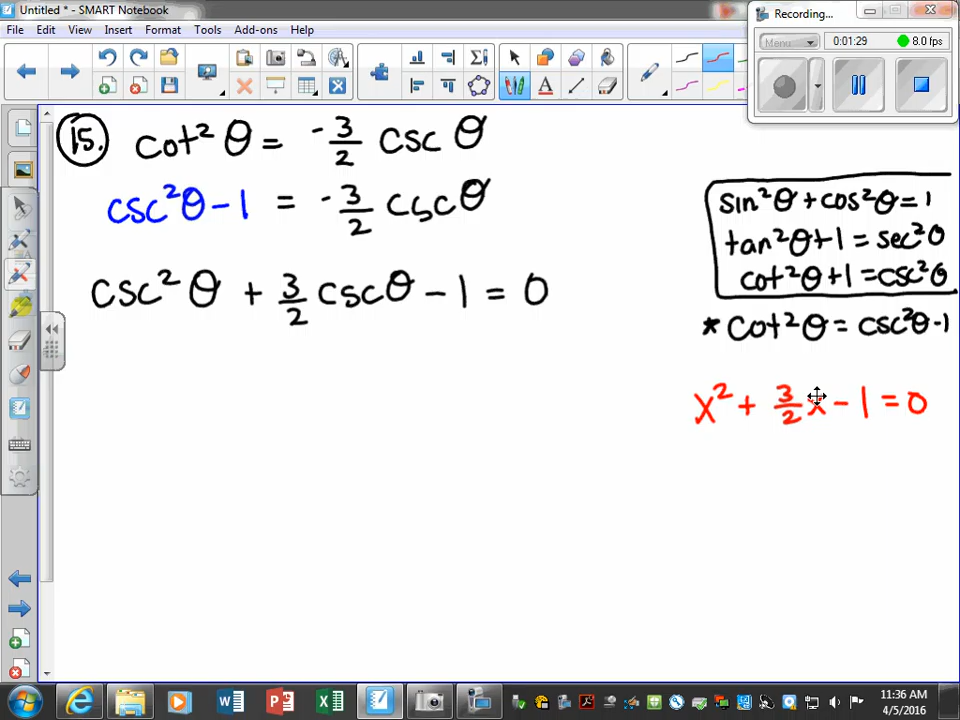 Untitled * - SMART Notebook
File Edit View Insert Format Tools Add-ons Help
Recording...
Menu 0:01:29 8.0 fps
15. cot²θ = -3/2 csc θ
csc²θ-1 = -3/2 cscθ
csc²θ + 3/2 cscθ - 1 = 0
sin²θ + cos²θ = 1
tan²θ + 1 = sec²θ
cot²θ + 1 = csc²θ
* cot²θ = csc²θ-1
x² + 3/2 x - 1 = 0
11:36 AM
4/5/2016